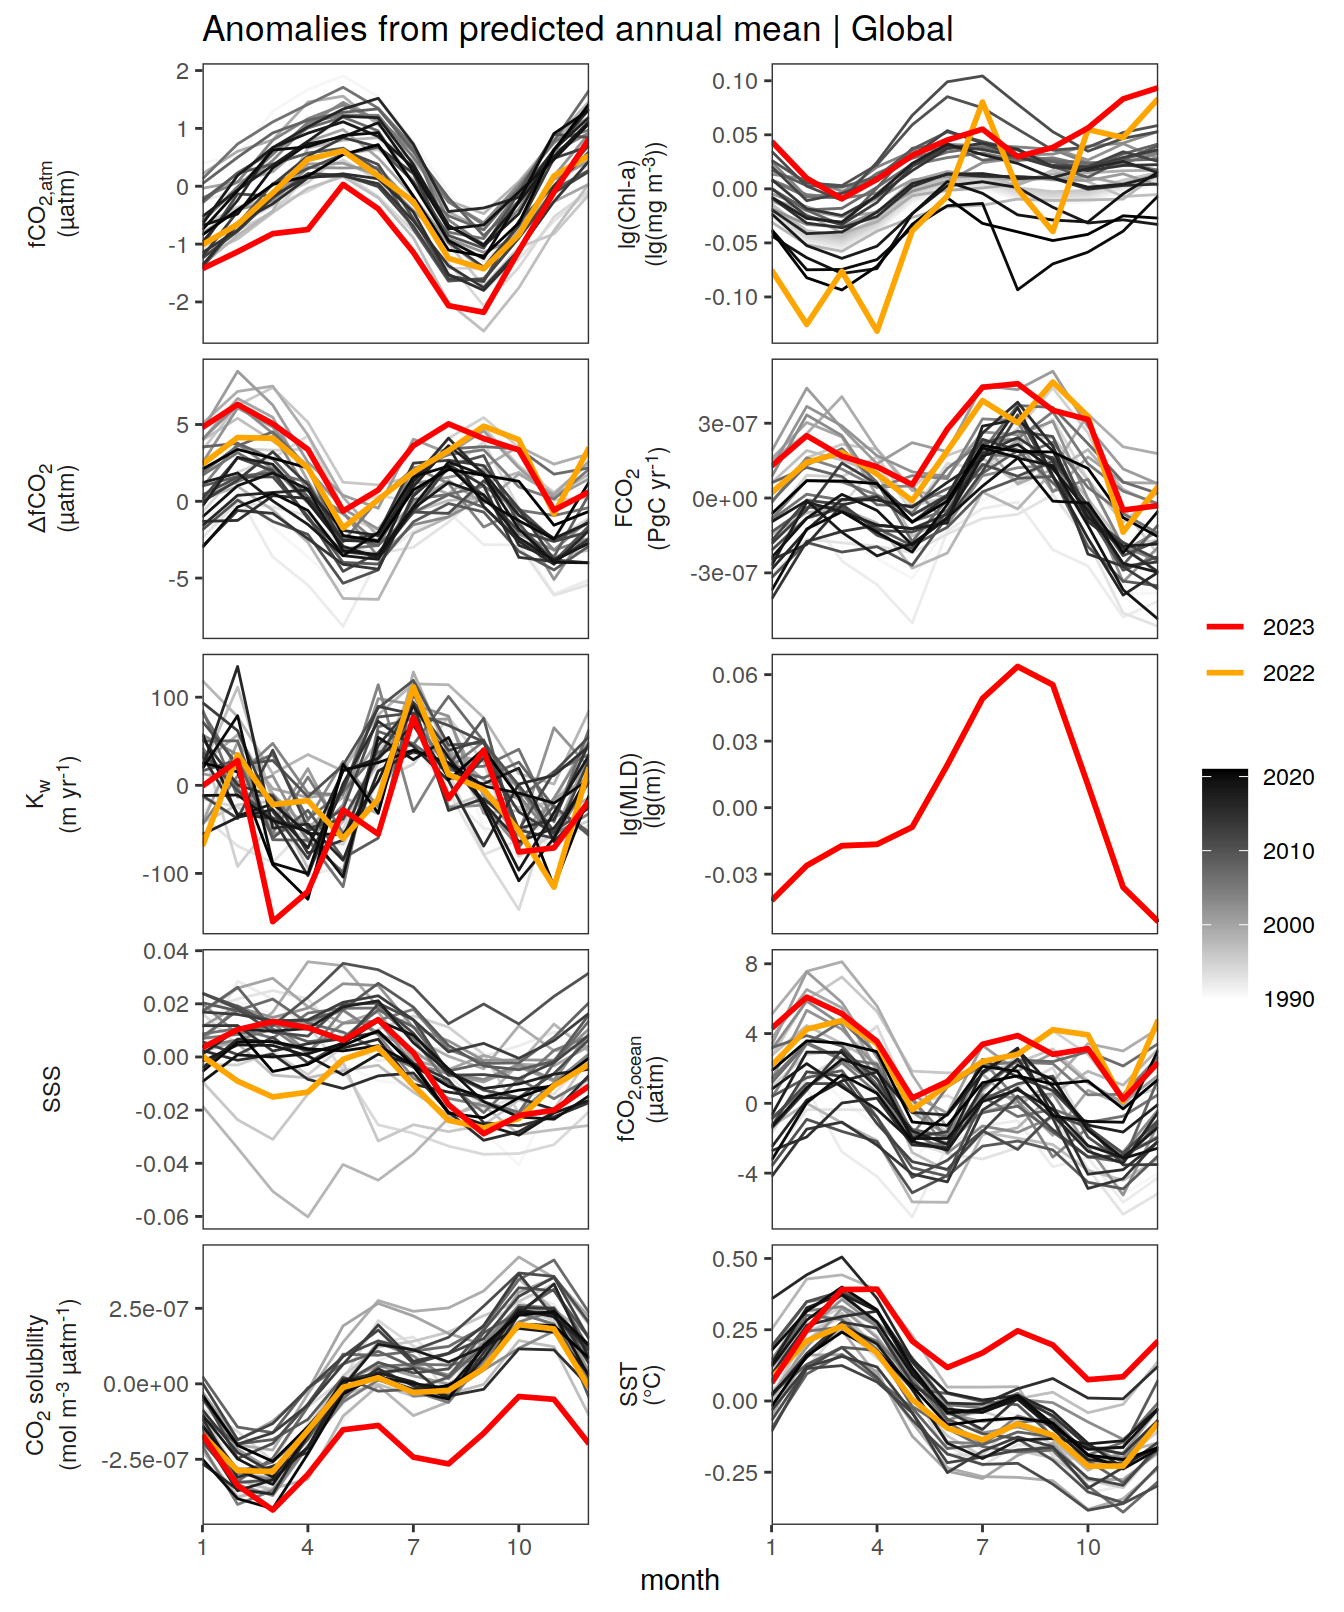 Anomalies from predicted annual mean | Global
fCO2,atm
(µatm)
2
1
0
-1
-2
lg(Chl-a)
(lg(mg m-3))
0.10
0.05
0.00
-0.05
-0.10
ΔfCO2
(µatm)
5
0
-5
FCO2
(PgC yr-1)
3e-07
0e+00
-3e-07
Kw
(m yr-1)
100
0
-100
lg(MLD)
(lg(m))
0.06
0.03
0.00
-0.03
SSS
0.04
0.02
0.00
-0.02
-0.04
-0.06
fCO2,ocean
(µatm)
8
4
0
-4
CO2 solubility
(mol m-3 µatm-1)
2.5e-07
0.0e+00
-2.5e-07
SST
(°C)
0.50
0.25
0.00
-0.25
1 4 7 10
1 4 7 10
month
2023
2022
2020
2010
2000
1990